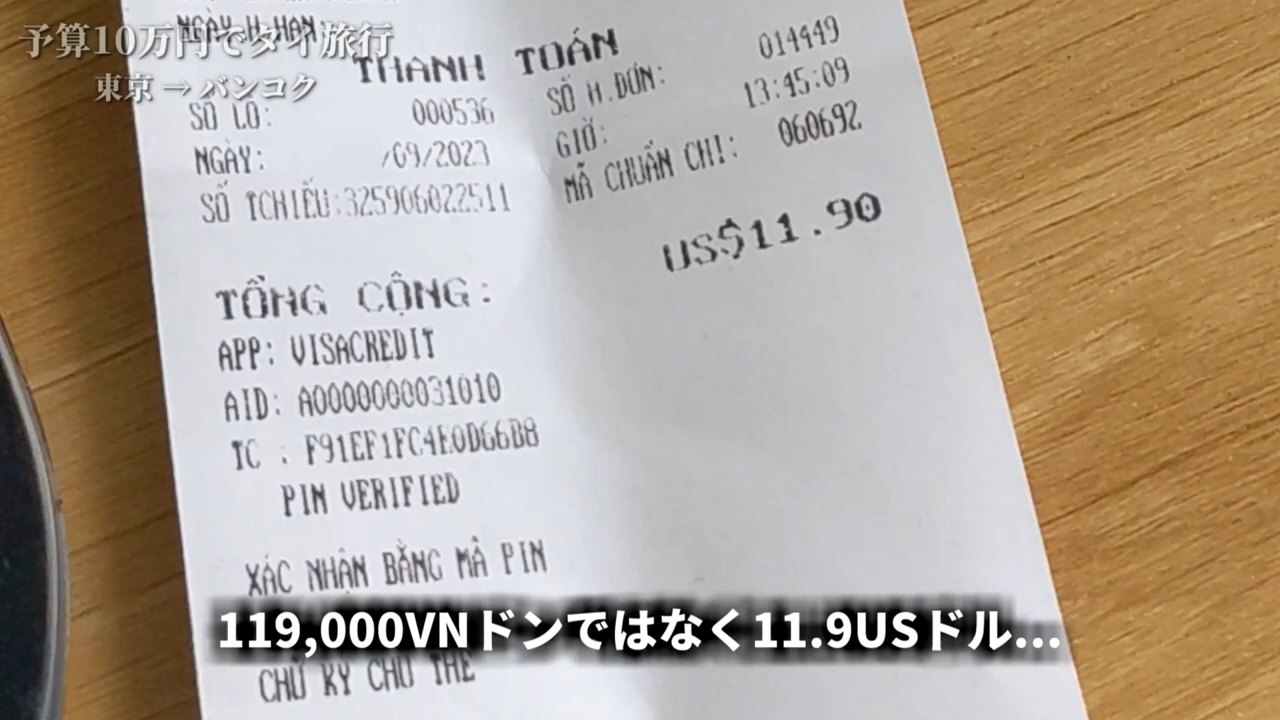 予算10万円でタイ旅行
東京 → バンコク
THANH TOÁN
SỐ LÔ: 000536
SỐ H.ĐƠN: 014449
NGÀY: /09/2023
GIỜ: 13:45:09
SỐ TCHIẾU:325906022511
MÃ CHUẨN CHI: 060692
TỔNG CỘNG: US$11.90
APP: VISACREDIT
AID: A0000000031010
TC : F91EF1FC4E0D66B8
PIN VERIFIED
XÁC NHẬN BẰNG MÃ PIN
119,000VNドンではなく11.9USドル...
CHỮ KÝ CHỦ THẺ